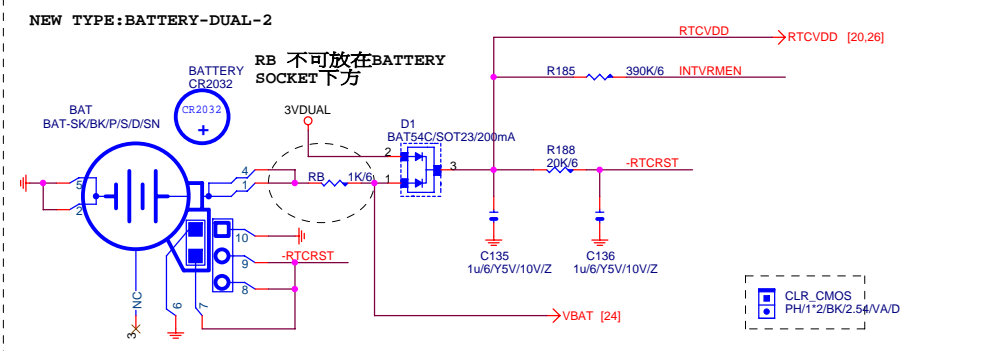 NEW TYPE:BATTERY-DUAL-2
RB 不可放在BATTERY
SOCKET下方
BATTERY
CR2032
CR2032
+
BAT
BAT-SK/BK/P/S/D/SN
3VDUAL
D1
BAT54C/SOT23/200mA
RTCVDD
RTCVDD [20,26]
R185
390K/6
INTVRMEN
R188
20K/6
-RTCRST
RB
1K/6
2
1
3
4
1
5
2
10
9
8
-RTCRST
NC
3
6
7
C135
1u/6/Y5V/10V/Z
C136
1u/6/Y5V/10V/Z
VBAT [24]
CLR_CMOS
PH/1*2/BK/2.54/VA/D